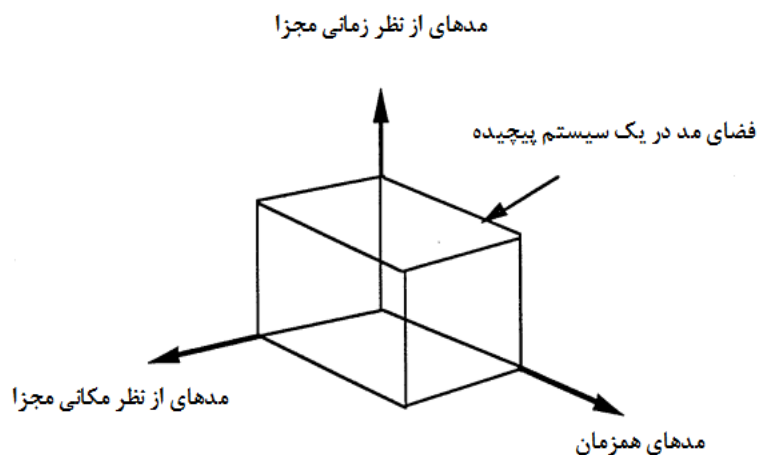 مدهای از نظر زمانی مجزا
فضای مد در یک سیستم پیچیده
مدهای از نظر مکانی مجزا
مدهای همزمان